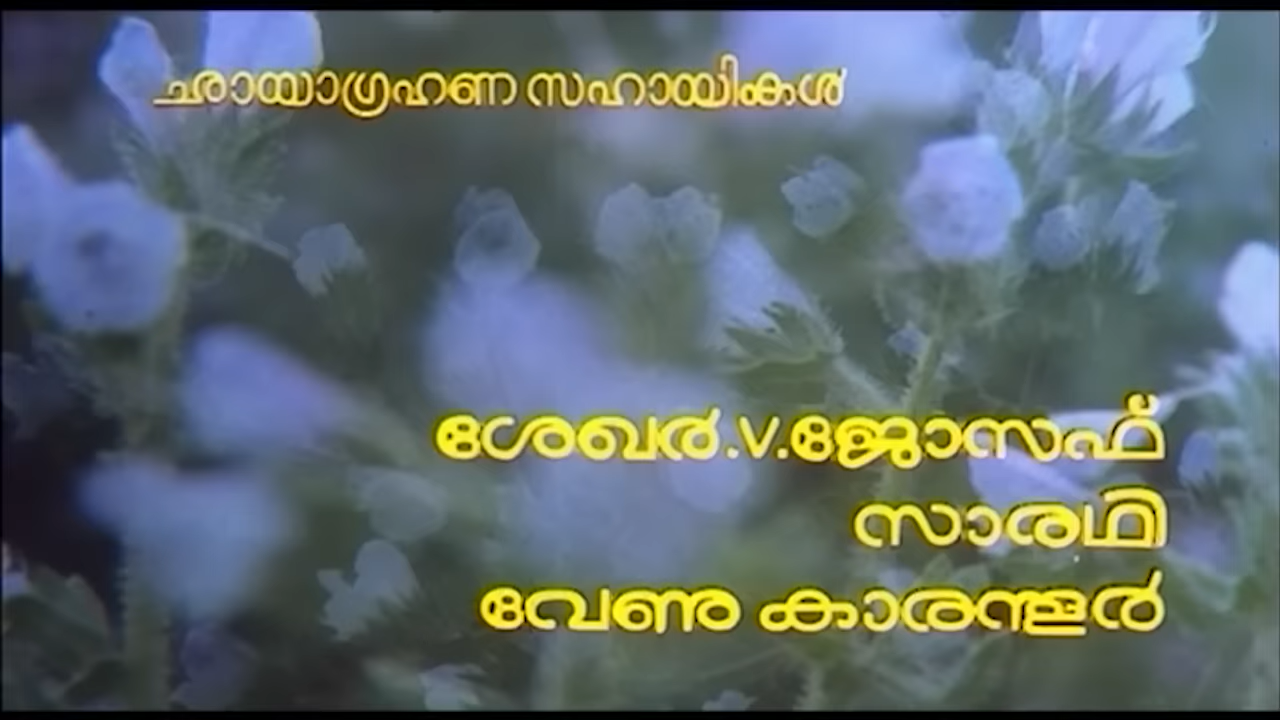 ഛായാഗ്രഹണ സഹായികൾ
ശേഖർ.v.ജോസഫ്
സാരഥി
വേണു കാരന്തൂർ